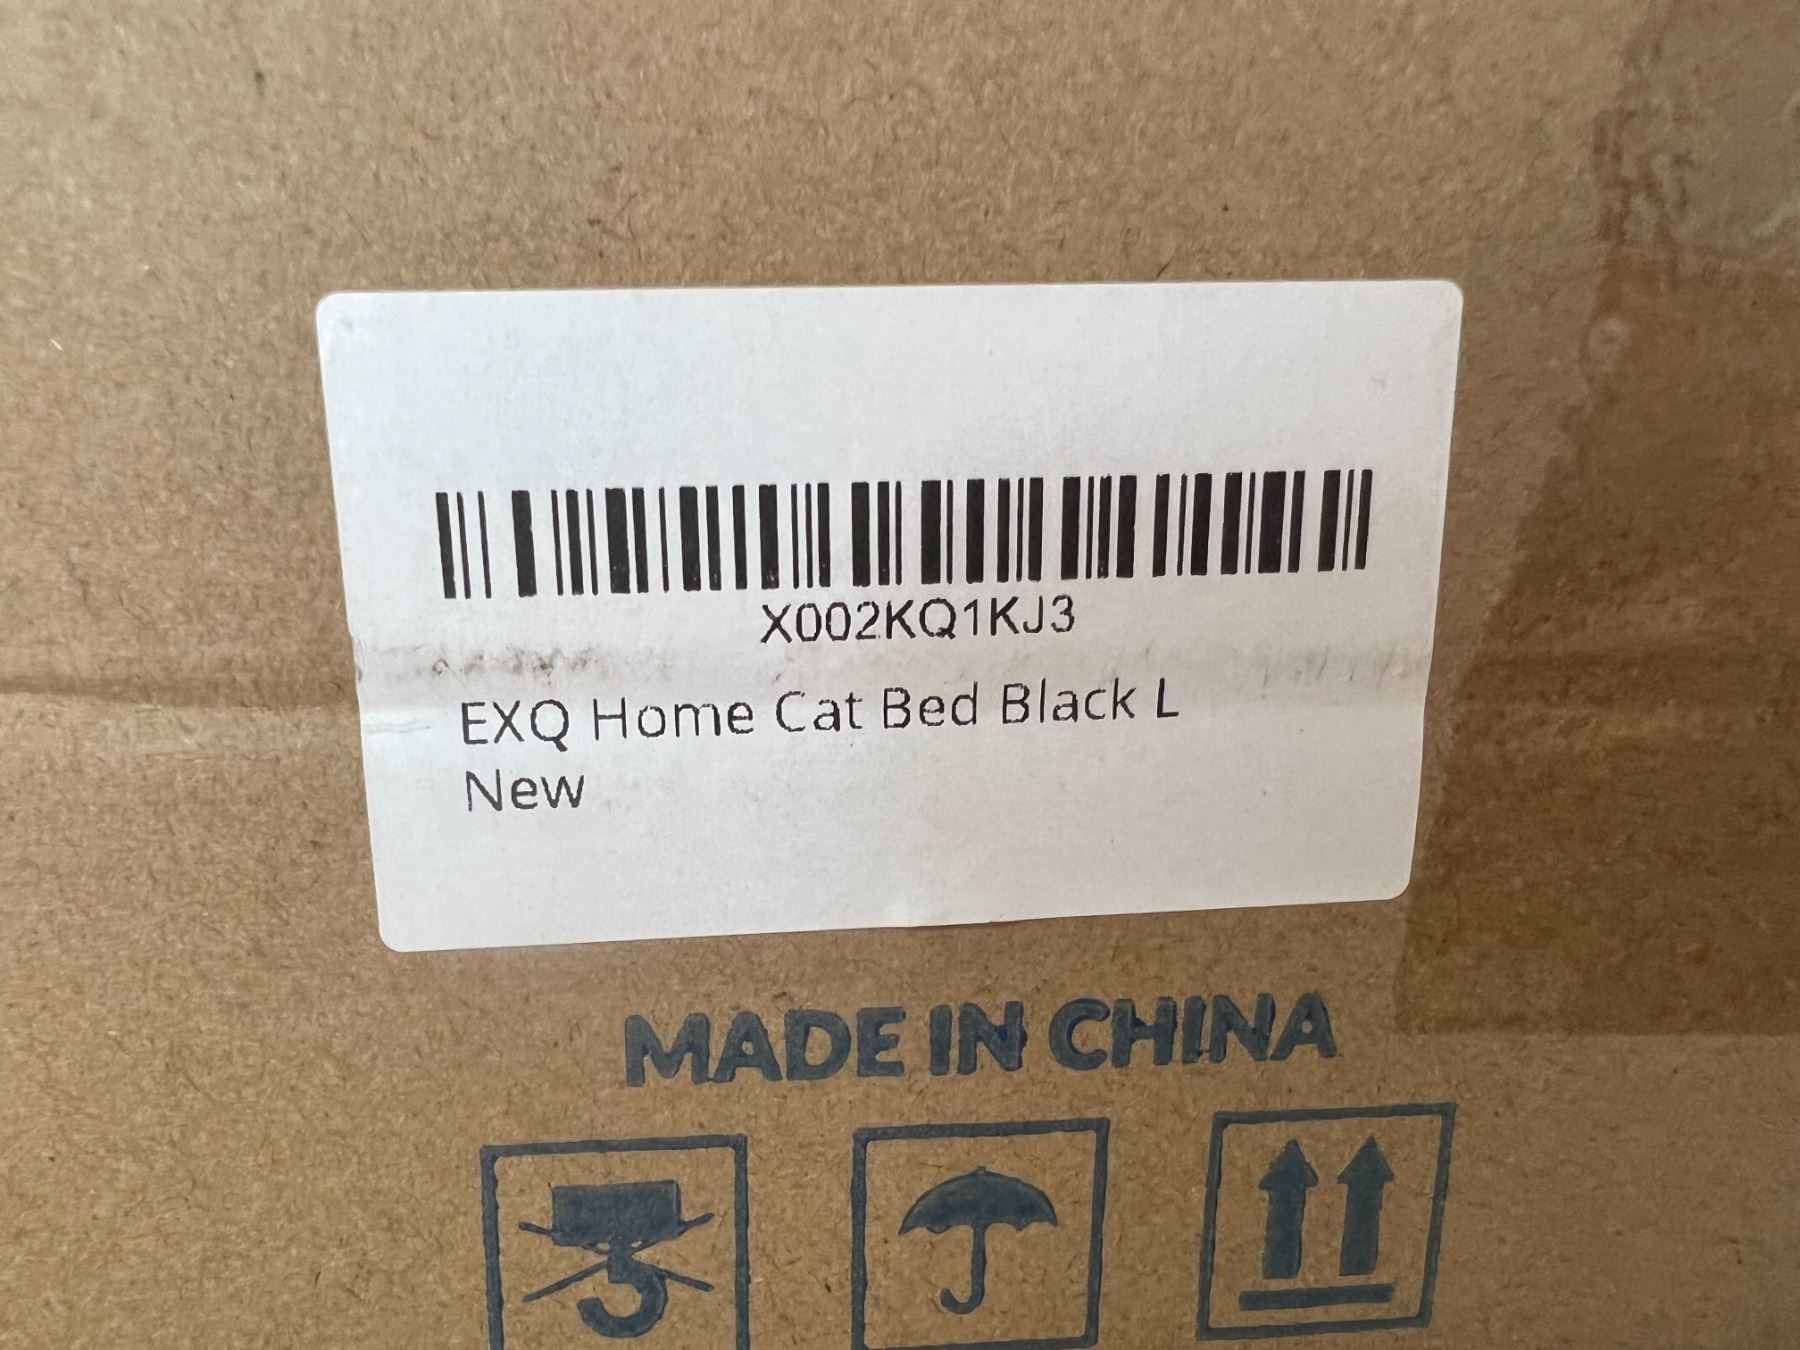 X002KQ1KJ3
EXQ Home Cat Bed Black L
New
MADE IN CHINA